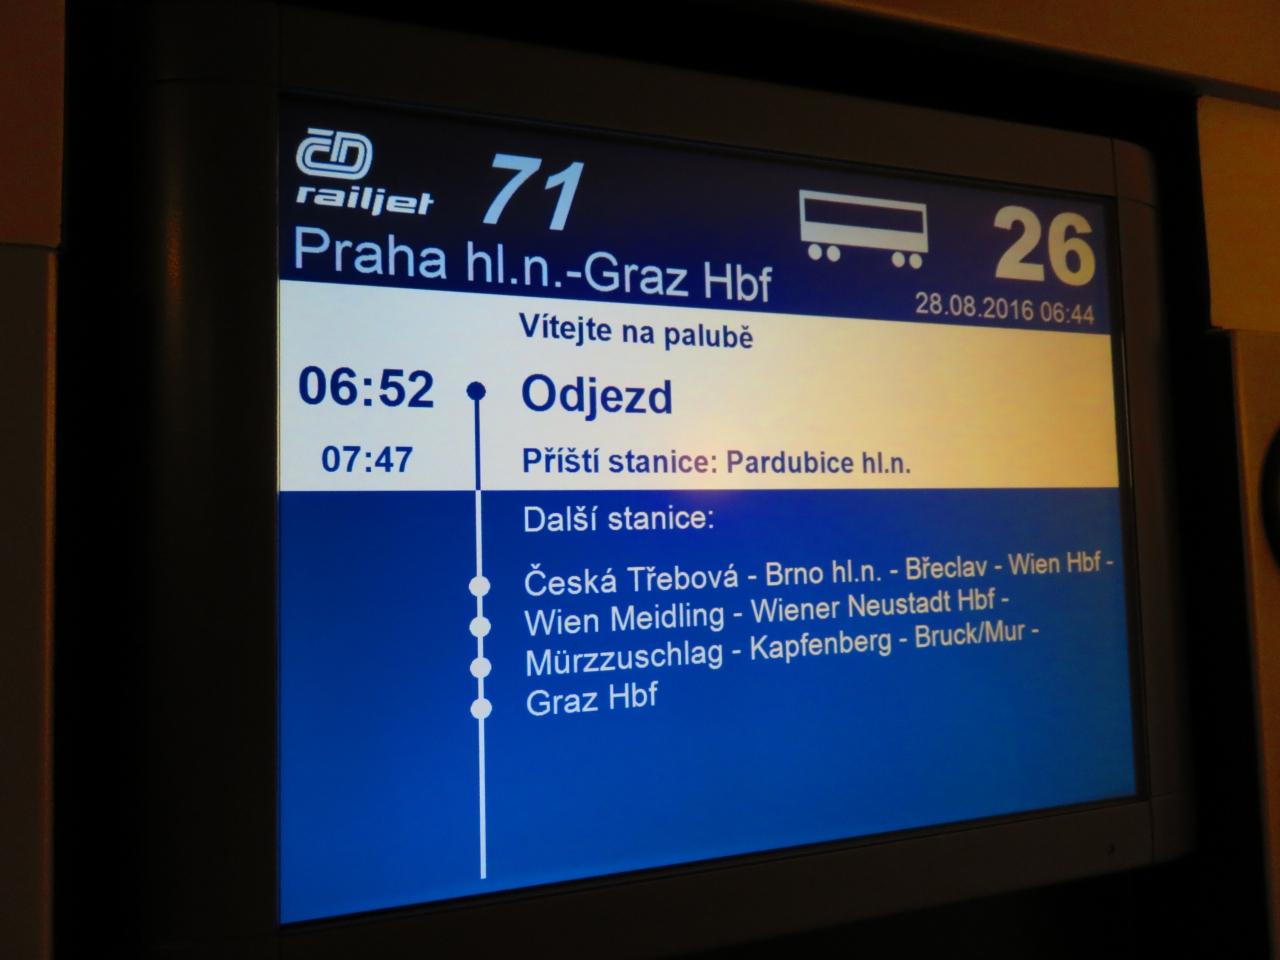 ČD
railjet
71
26
Praha hl.n.-Graz Hbf
28.08.2016 06:44
Vítejte na palubě
06:52 Odjezd
07:47 Příští stanice: Pardubice hl.n.
Další stanice:
Česká Třebová - Brno hl.n. - Břeclav - Wien Hbf -
Wien Meidling - Wiener Neustadt Hbf -
Mürzzuschlag - Kapfenberg - Bruck/Mur -
Graz Hbf